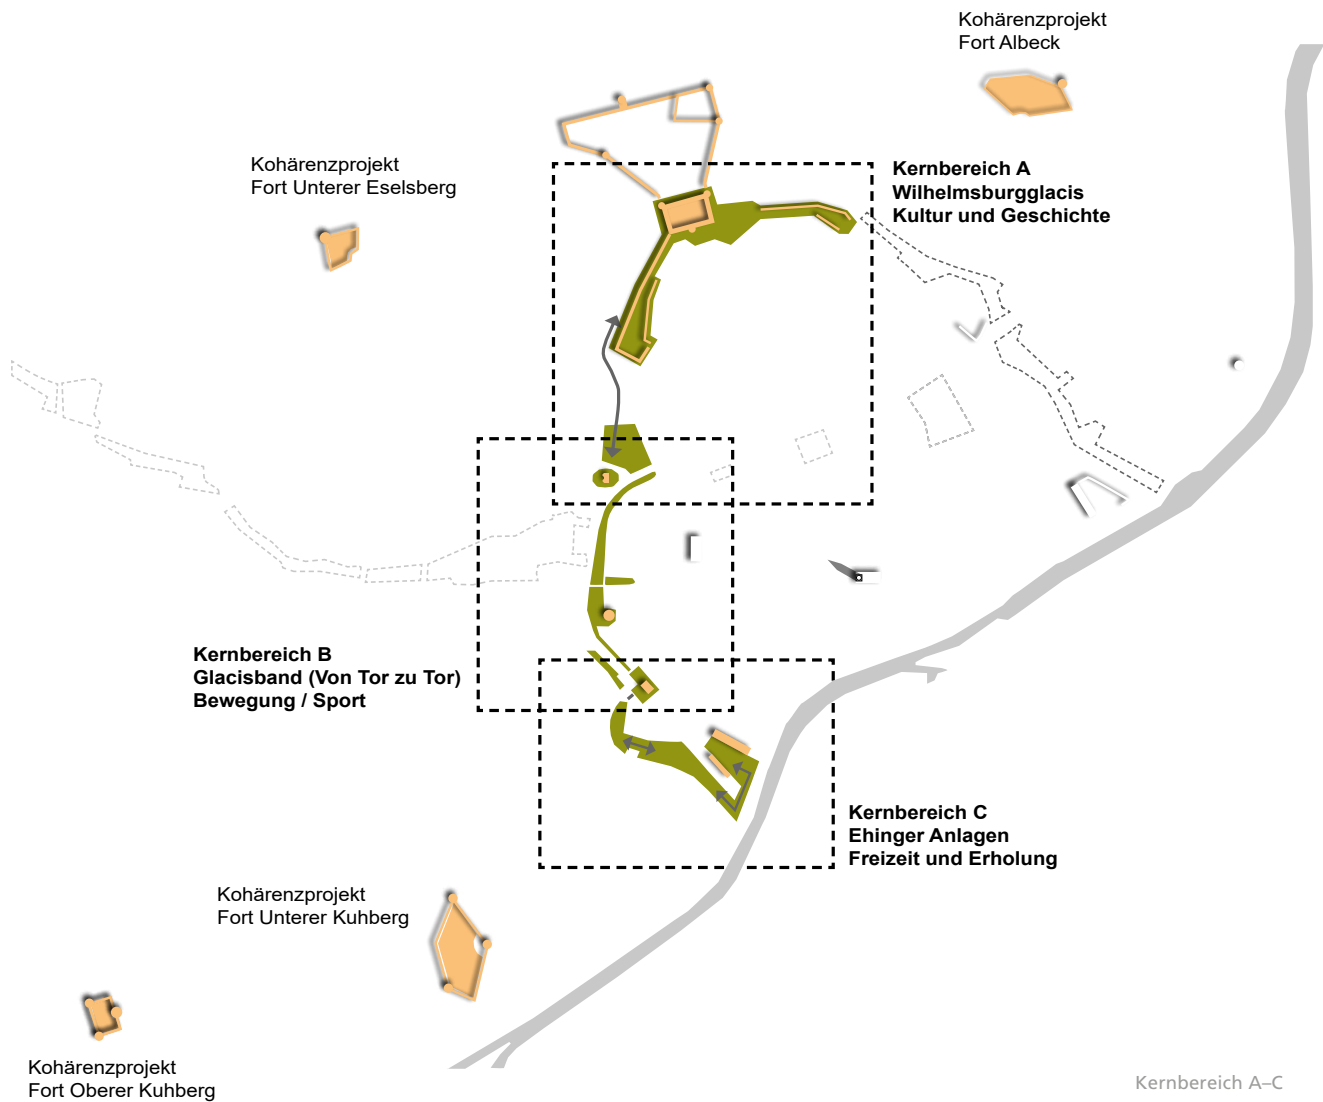 Kohärenzprojekt
Fort Albeck
Kohärenzprojekt
Fort Unterer Eselsberg
Kernbereich A
Wilhelmsburgglacis
Kultur und Geschichte
Kernbereich B
Glacisband (Von Tor zu Tor)
Bewegung / Sport
Kernbereich C
Ehinger Anlagen
Freizeit und Erholung
Kohärenzprojekt
Fort Unterer Kuhberg
Kohärenzprojekt
Fort Oberer Kuhberg
Kernbereich A–C